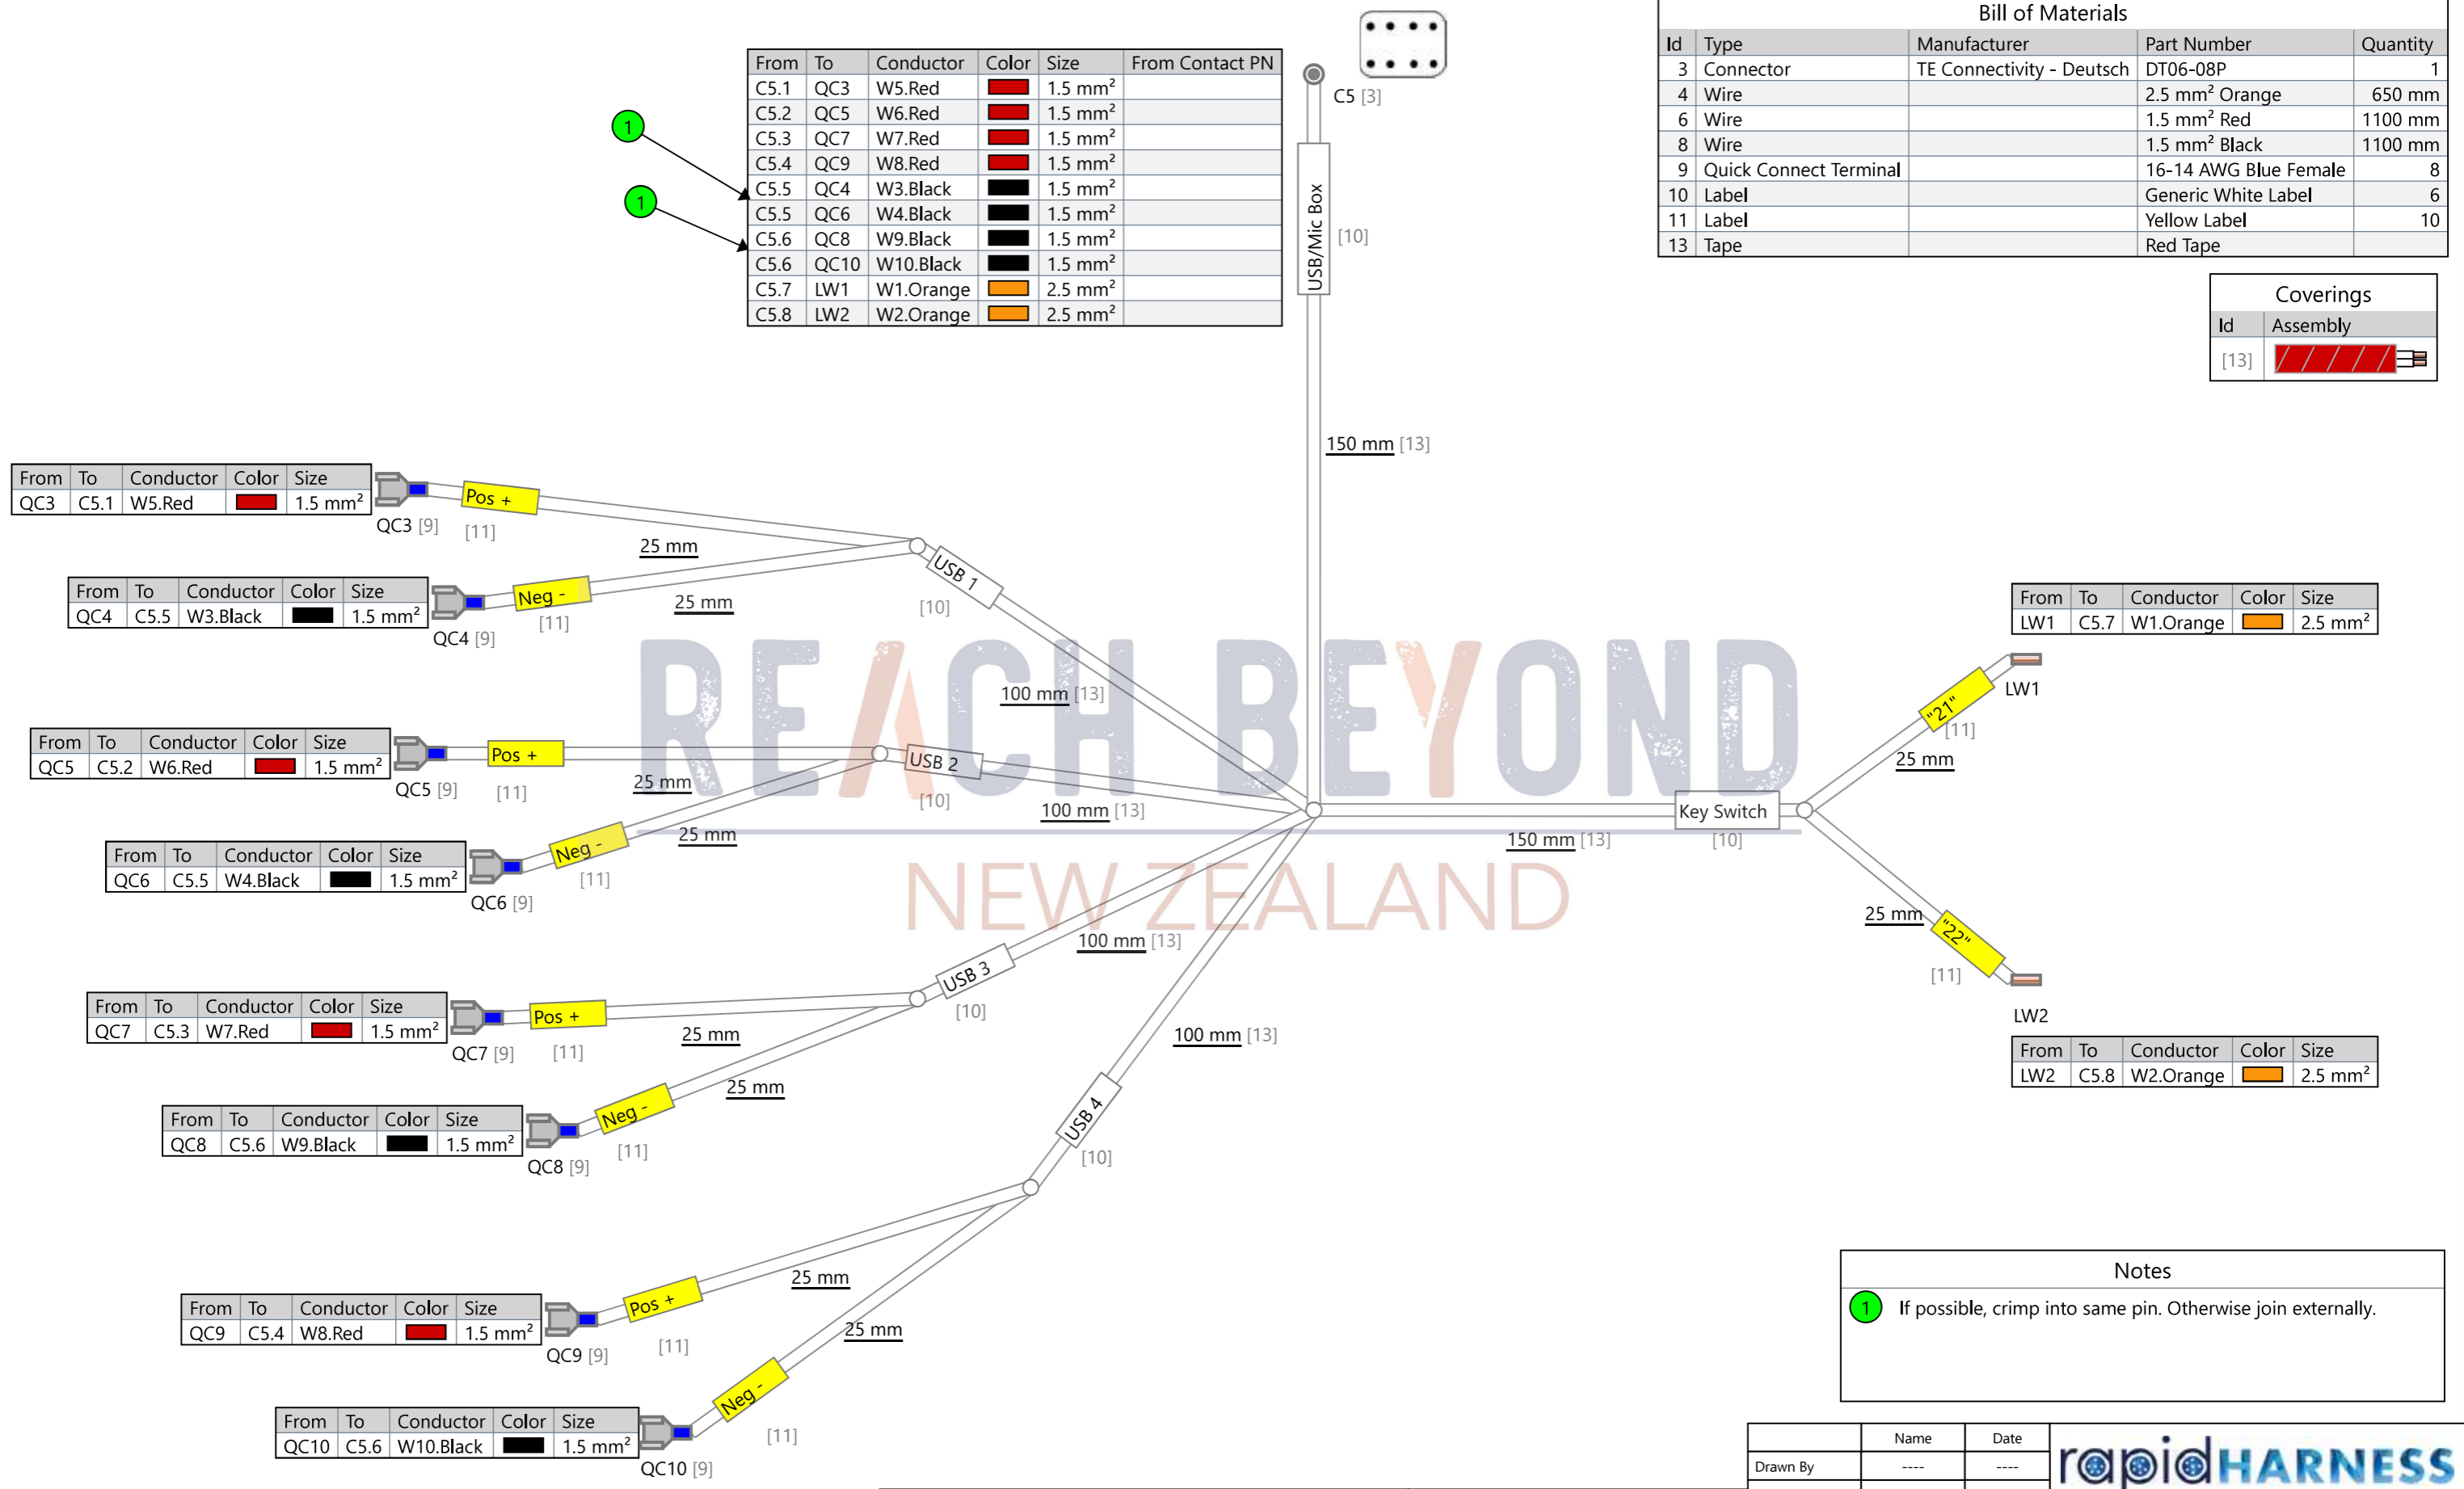 Bill of Materials
Id Type Manufacturer Part Number Quantity
3 Connector TE Connectivity - Deutsch DT06-08P 1
4 Wire 2.5 mm² Orange 650 mm
6 Wire 1.5 mm² Red 1100 mm
8 Wire 1.5 mm² Black 1100 mm
9 Quick Connect Terminal 16-14 AWG Blue Female 8
10 Label Generic White Label 6
11 Label Yellow Label 10
13 Tape Red Tape
Coverings
Id Assembly
[13]
From To Conductor Color Size From Contact PN
C5.1 QC3 W5.Red 1.5 mm²
C5.2 QC5 W6.Red 1.5 mm²
C5.3 QC7 W7.Red 1.5 mm²
C5.4 QC9 W8.Red 1.5 mm²
C5.5 QC4 W3.Black 1.5 mm²
C5.5 QC6 W4.Black 1.5 mm²
C5.6 QC8 W9.Black 1.5 mm²
C5.6 QC10 W10.Black 1.5 mm²
C5.7 LW1 W1.Orange 2.5 mm²
C5.8 LW2 W2.Orange 2.5 mm²
1
1
C5 [3]
USB/Mic Box
[10]
150 mm [13]
From To Conductor Color Size
QC3 C5.1 W5.Red 1.5 mm²
QC3 [9]
Pos +
[11]
25 mm
From To Conductor Color Size
QC4 C5.5 W3.Black 1.5 mm²
QC4 [9]
Neg -
[11]
25 mm
USB 1
[10]
100 mm [13]
From To Conductor Color Size
QC5 C5.2 W6.Red 1.5 mm²
QC5 [9]
Pos +
[11]
25 mm
From To Conductor Color Size
QC6 C5.5 W4.Black 1.5 mm²
QC6 [9]
Neg -
[11]
25 mm
USB 2
[10]
100 mm [13]
REACH BEYOND
NEW ZEALAND
From To Conductor Color Size
QC7 C5.3 W7.Red 1.5 mm²
QC7 [9]
Pos +
[11]
25 mm
From To Conductor Color Size
QC8 C5.6 W9.Black 1.5 mm²
QC8 [9]
Neg -
[11]
25 mm
USB 3
[10]
100 mm [13]
From To Conductor Color Size
QC9 C5.4 W8.Red 1.5 mm²
QC9 [9]
Pos +
[11]
25 mm
From To Conductor Color Size
QC10 C5.6 W10.Black 1.5 mm²
QC10 [9]
Neg -
[11]
25 mm
USB 4
[10]
100 mm [13]
Key Switch
[10]
150 mm [13]
From To Conductor Color Size
LW1 C5.7 W1.Orange 2.5 mm²
LW1
"21"
[11]
25 mm
25 mm
"22"
[11]
LW2
From To Conductor Color Size
LW2 C5.8 W2.Orange 2.5 mm²
Notes
1 If possible, crimp into same pin. Otherwise join externally.
Name Date
Drawn By ---- ----
rapidHARNESS